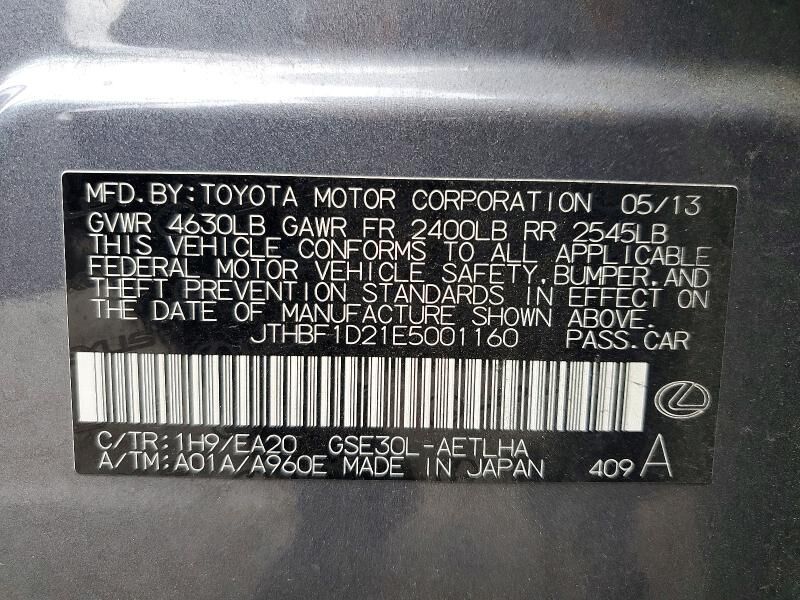 MFD.BY:TOYOTA MOTOR CORPORATION 05/13
GVWR 4630LB GAWR FR 2400LB RR 2545LB
THIS VEHICLE CONFORMS TO ALL APPLICABLE
FEDERAL MOTOR VEHICLE SAFETY,BUMPER,AND
THEFT PREVENTION STANDARDS IN EFFECT ON
THE DATE OF MANUFACTURE SHOWN ABOVE.
JTHBF1D21E5001160 PASS.CAR
C/TR:1H9/EA20 GSE30L-AETLHA
A/TM:A01A/A960E MADE IN JAPAN 409 A